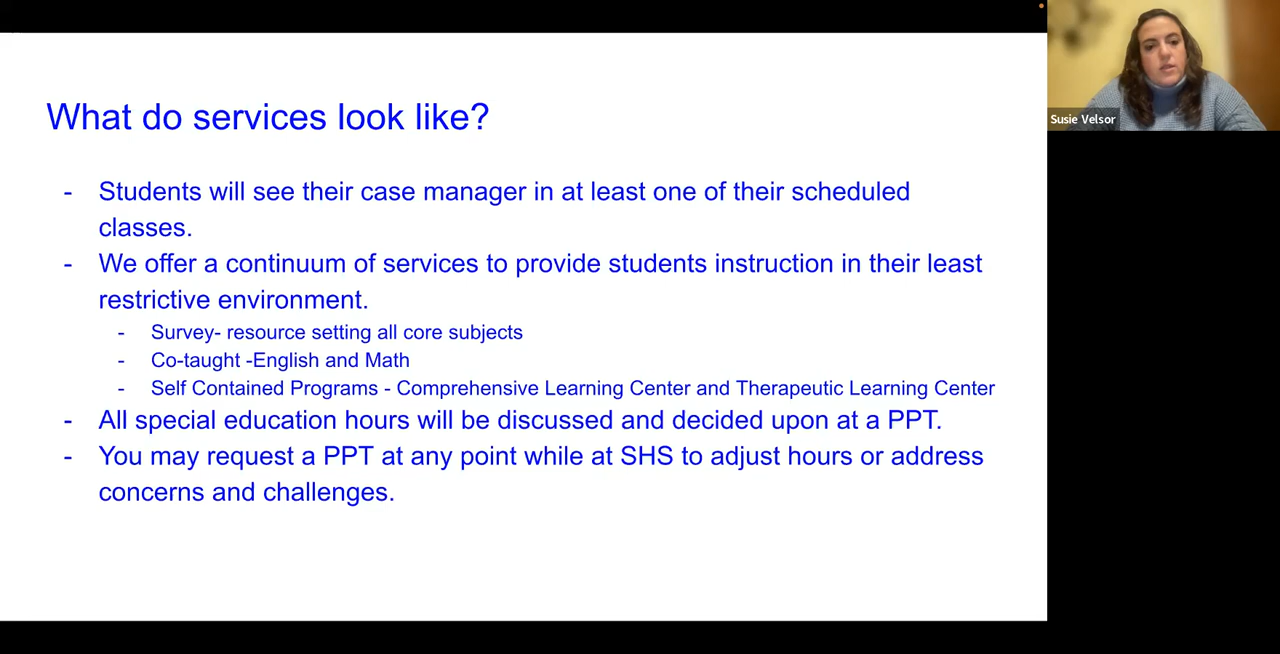 What do services look like?
- Students will see their case manager in at least one of their scheduled
classes.
- We offer a continuum of services to provide students instruction in their least
restrictive environment.
- Survey- resource setting all core subjects
- Co-taught -English and Math
- Self Contained Programs - Comprehensive Learning Center and Therapeutic Learning Center
- All special education hours will be discussed and decided upon at a PPT.
- You may request a PPT at any point while at SHS to adjust hours or address
concerns and challenges.
Susie Velsor